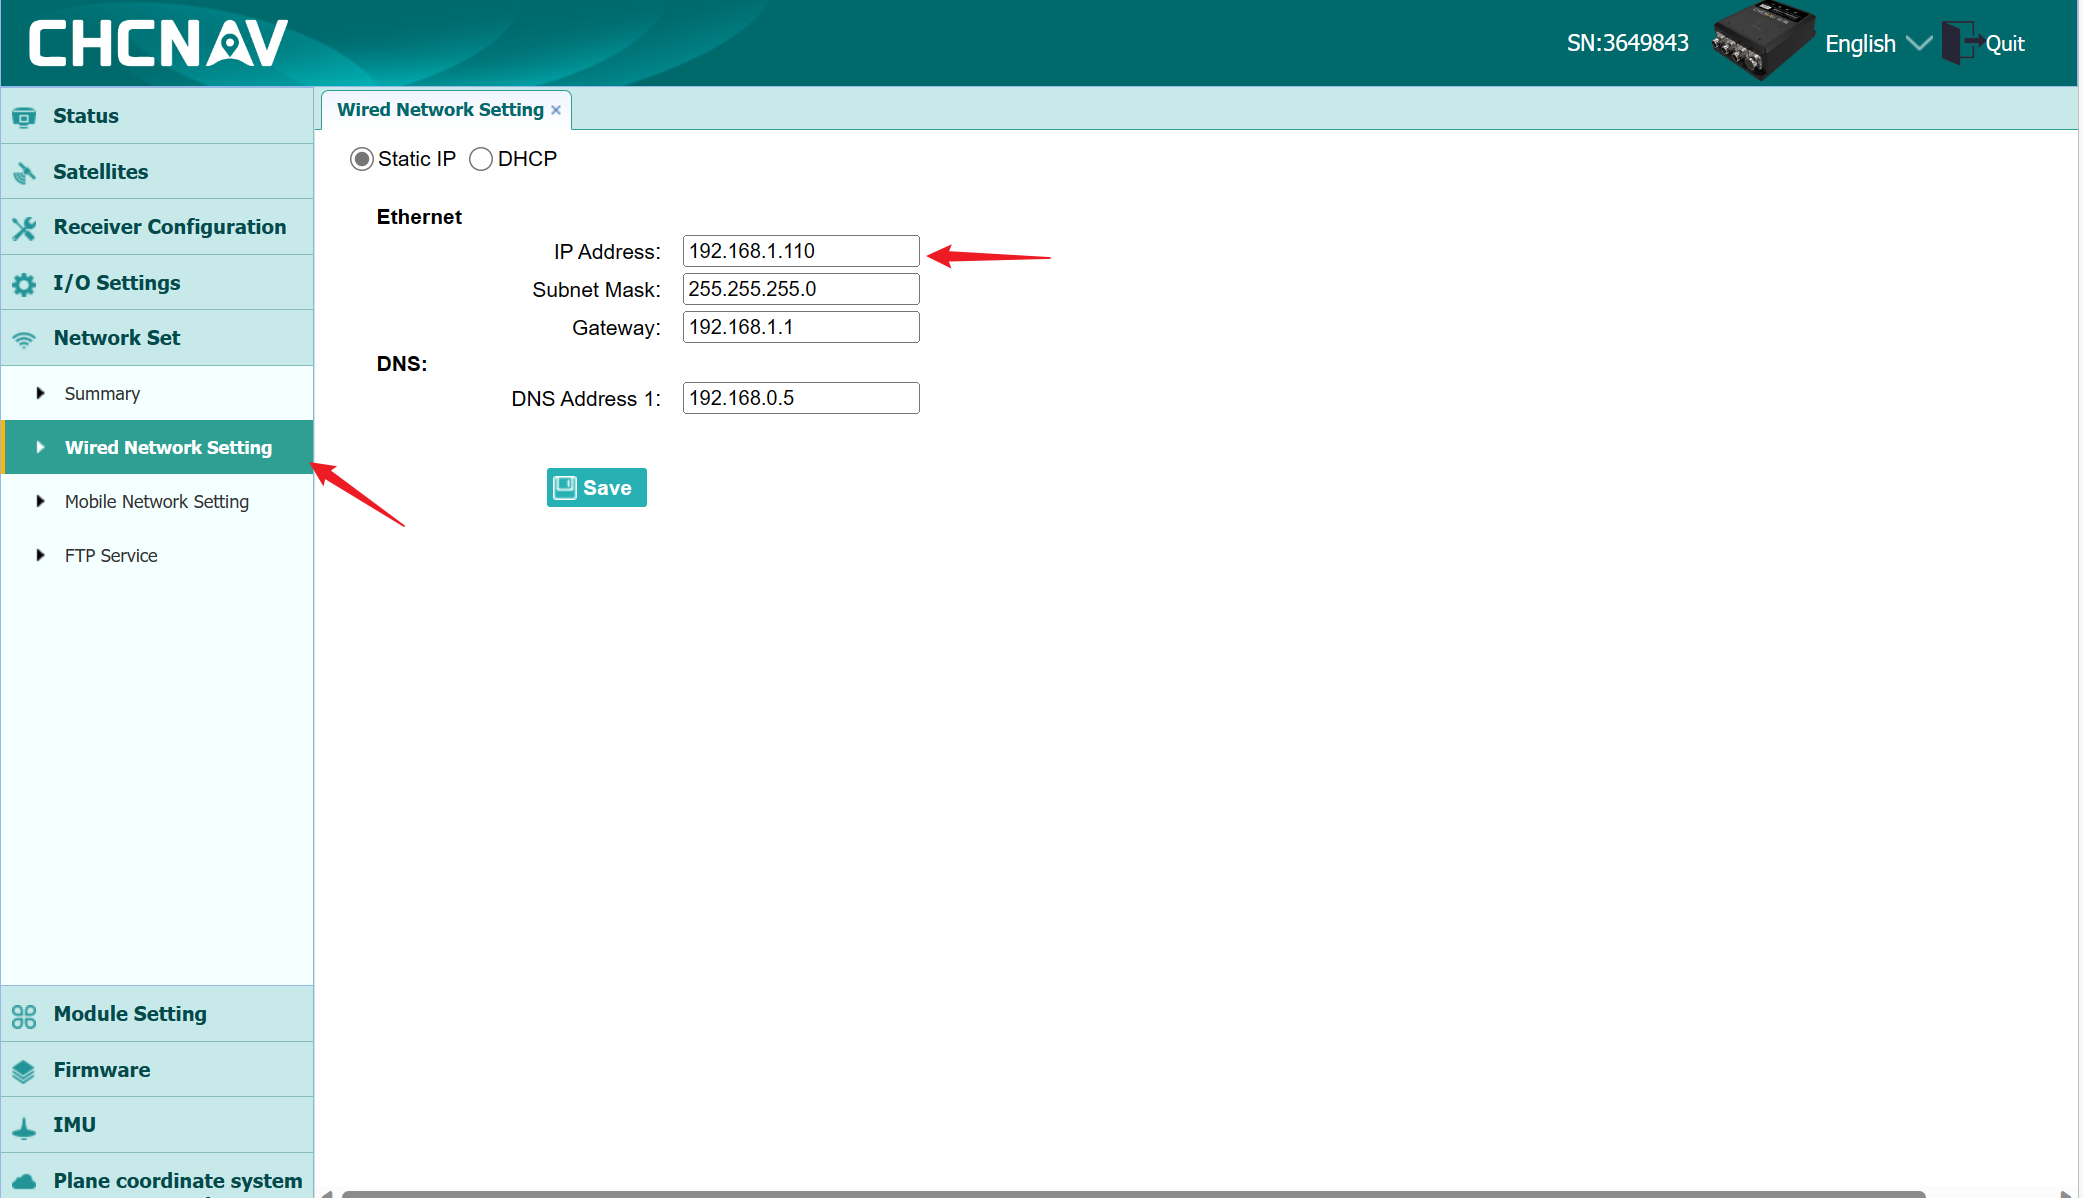 CHCNAV
SN:3649843
English
Quit
Status
Satellites
Receiver Configuration
I/O Settings
Network Set
Summary
Wired Network Setting
Mobile Network Setting
FTP Service
Module Setting
Firmware
IMU
Plane coordinate system
Wired Network Setting ×
Static IP DHCP
Ethernet
IP Address: 192.168.1.110
Subnet Mask: 255.255.255.0
Gateway: 192.168.1.1
DNS:
DNS Address 1: 192.168.0.5
Save